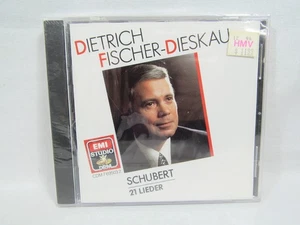 DIETRICH
FISCHER-DIESKAU
HMV
EMI
STUDIO
SCHUBERT
21 LIEDER